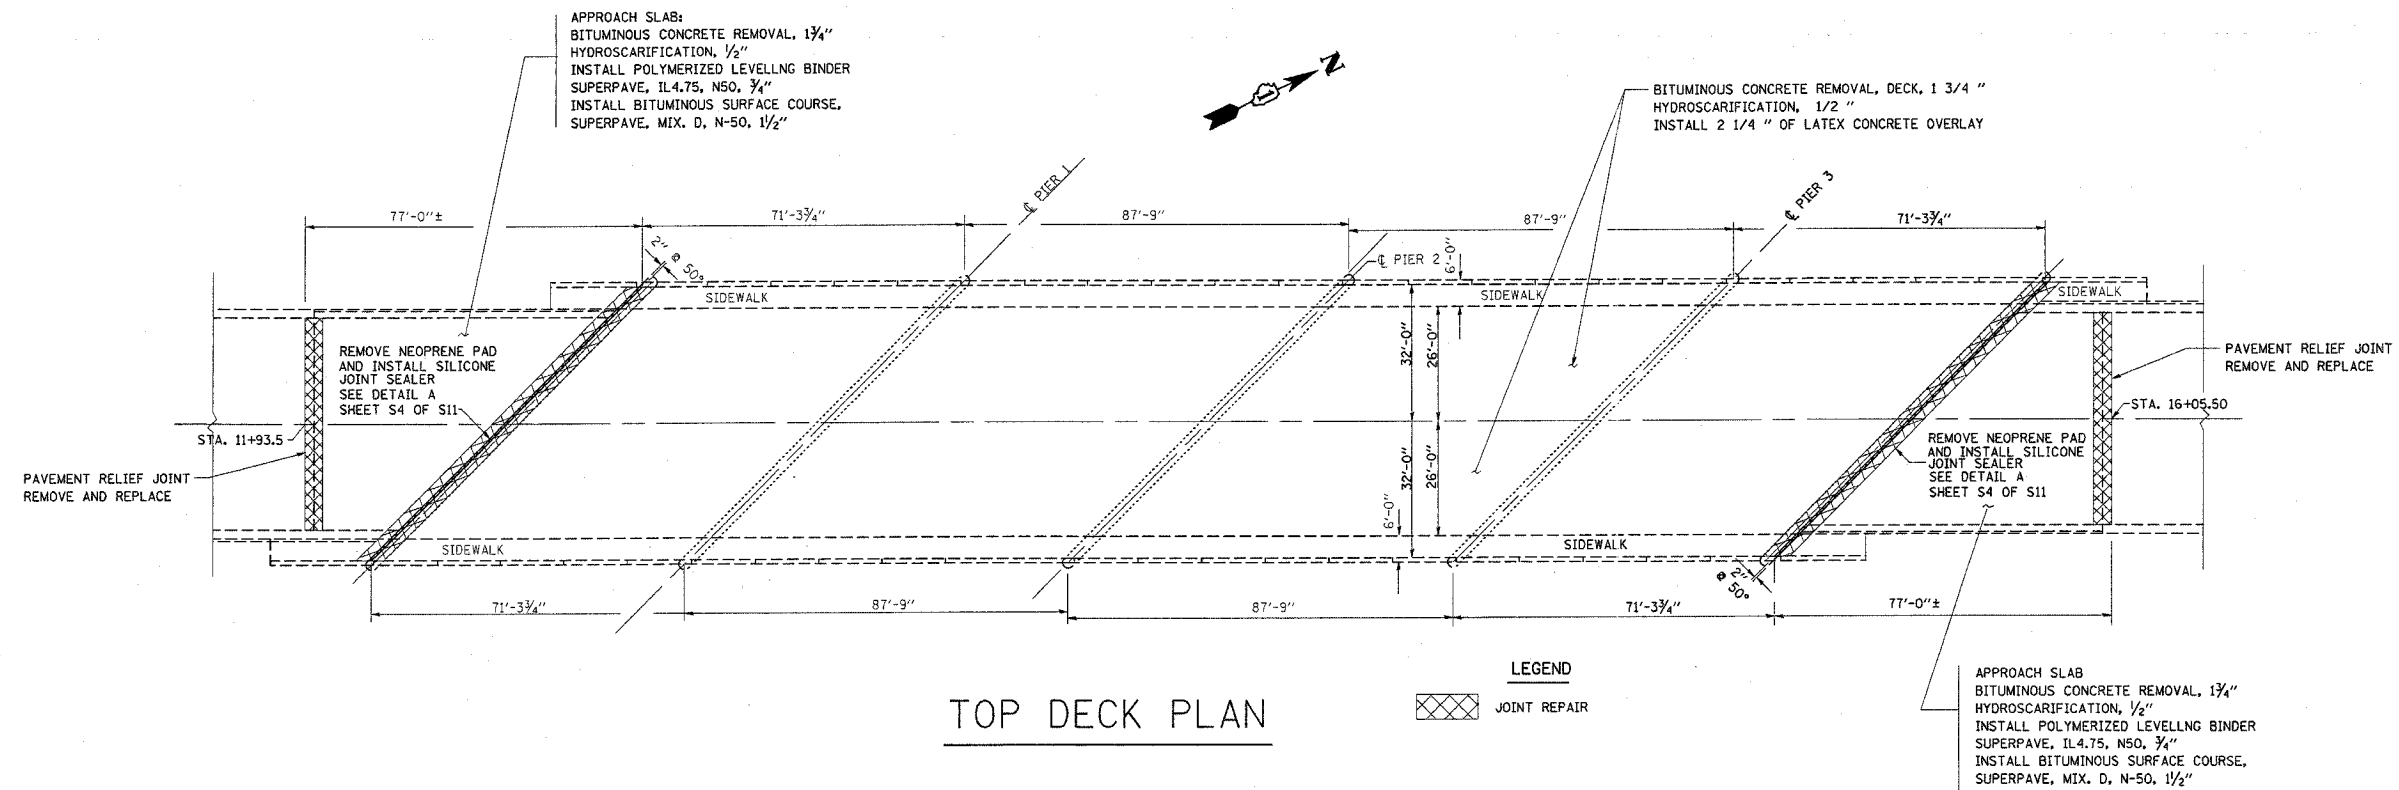 APPROACH SLAB:
BITUMINOUS CONCRETE REMOVAL, 1¾"
HYDROSCARIFICATION, ½"
INSTALL POLYMERIZED LEVELLNG BINDER
SUPERPAVE, IL4.75, N50, ¾"
INSTALL BITUMINOUS SURFACE COURSE,
SUPERPAVE, MIX. D, N-50, 1½"
N
BITUMINOUS CONCRETE REMOVAL, DECK, 1 3/4 "
HYDROSCARIFICATION, 1/2 "
INSTALL 2 1/4 " OF LATEX CONCRETE OVERLAY
℄ PIER 1
℄ PIER 3
77'-0"±
71'-3¾"
87'-9"
87'-9"
71'-3¾"
2" @ 50°
℄ PIER 2
6'-0"
SIDEWALK
SIDEWALK
SIDEWALK
REMOVE NEOPRENE PAD
AND INSTALL SILICONE
JOINT SEALER
SEE DETAIL A
SHEET S4 OF S11
32'-0"
26'-0"
PAVEMENT RELIEF JOINT
REMOVE AND REPLACE
STA. 11+93.5
STA. 16+05.50
PAVEMENT RELIEF JOINT
REMOVE AND REPLACE
32'-0"
26'-0"
6'-0"
REMOVE NEOPRENE PAD
AND INSTALL SILICONE
JOINT SEALER
SEE DETAIL A
SHEET S4 OF S11
SIDEWALK
SIDEWALK
2" @ 50°
71'-3¾"
87'-9"
87'-9"
71'-3¾"
77'-0"±
TOP DECK PLAN
LEGEND
JOINT REPAIR
APPROACH SLAB
BITUMINOUS CONCRETE REMOVAL, 1¾"
HYDROSCARIFICATION, ½"
INSTALL POLYMERIZED LEVELLNG BINDER
SUPERPAVE, IL4.75, N50, ¾"
INSTALL BITUMINOUS SURFACE COURSE,
SUPERPAVE, MIX. D, N-50, 1½"